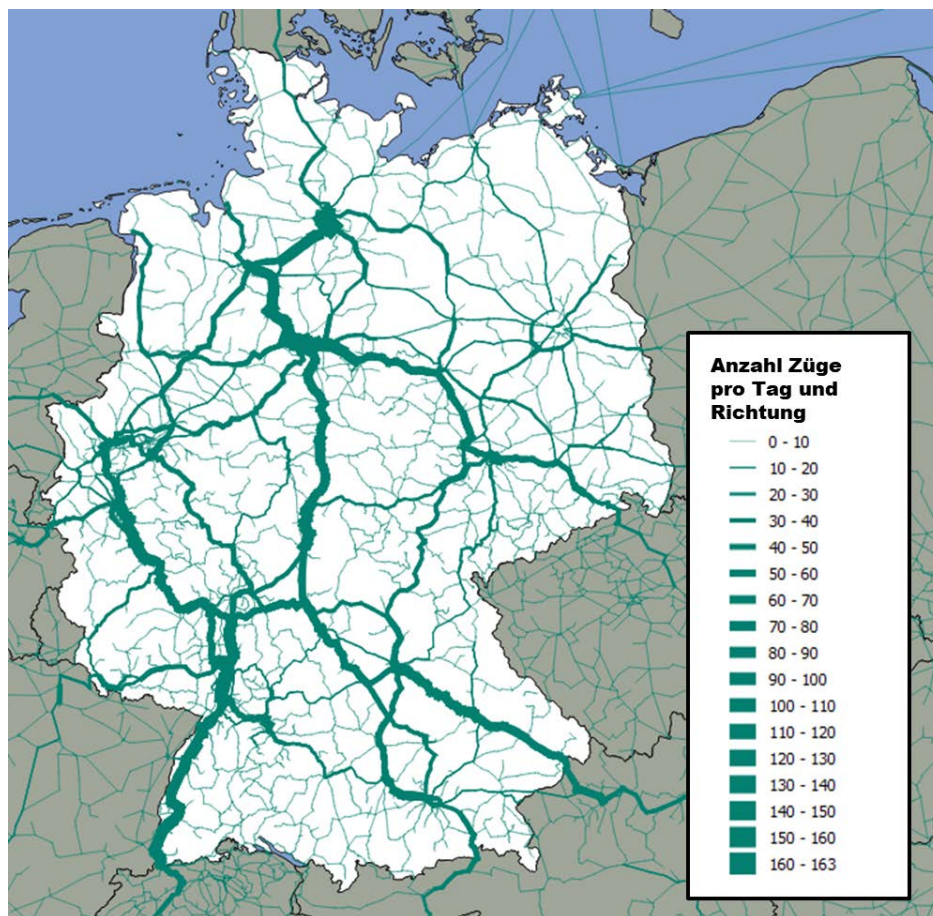 Anzahl Züge
pro Tag und
Richtung
0 - 10
10 - 20
20 - 30
30 - 40
40 - 50
50 - 60
60 - 70
70 - 80
80 - 90
90 - 100
100 - 110
110 - 120
120 - 130
130 - 140
140 - 150
150 - 160
160 - 163